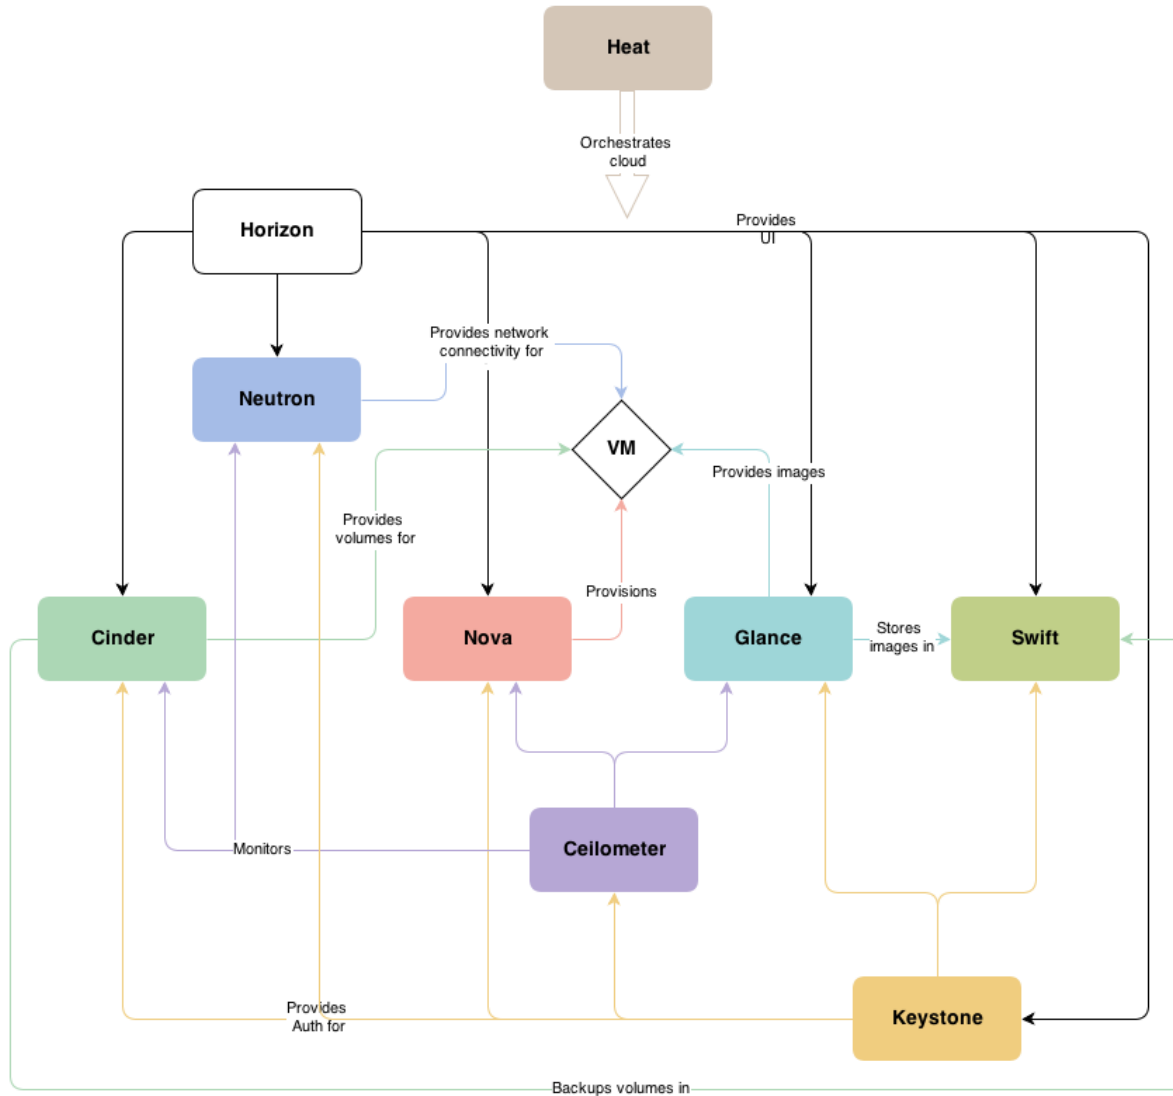 Heat
Orchestrates
cloud
Horizon
Provides
UI
Provides network
connectivity for
Neutron
VM
Provides images
Provides
volumes for
Provisions
Cinder
Nova
Glance
Stores
images in
Swift
Ceilometer
Monitors
Provides
Auth for
Keystone
Backups volumes in